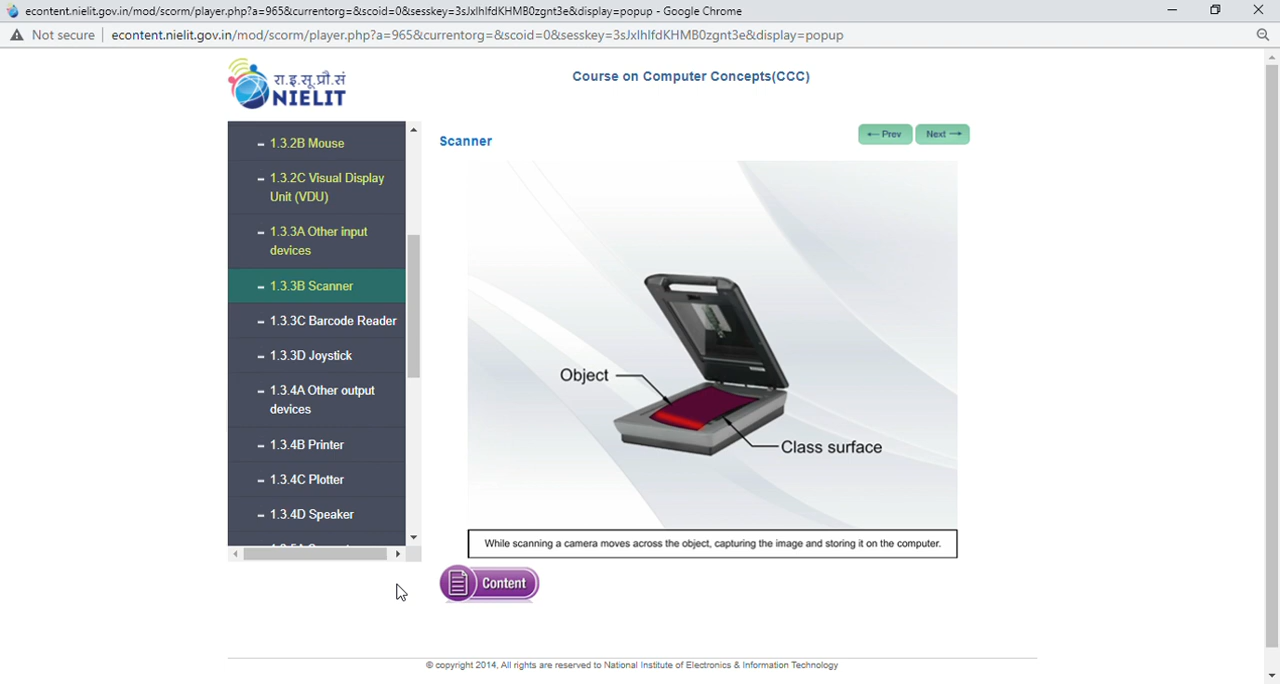 econtent.nielit.gov.in/mod/scorm/player.php?a=965&currentorg=&scoid=0&sesskey=3sJxlhlfdKHMB0zgnt3e&display=popup - Google Chrome
Not secure
econtent.nielit.gov.in/mod/scorm/player.php?a=965&currentorg=&scoid=0&sesskey=3sJxlhlfdKHMB0zgnt3e&display=popup
रा.इ.सू.प्रौ.सं
NIELIT
Course on Computer Concepts(CCC)
1.3.2B Mouse
1.3.2C Visual Display
Unit (VDU)
1.3.3A Other input
devices
1.3.3B Scanner
1.3.3C Barcode Reader
1.3.3D Joystick
1.3.4A Other output
devices
1.3.4B Printer
1.3.4C Plotter
1.3.4D Speaker
Scanner
← Prev
Next →
Object
Class surface
While scanning a camera moves across the object, capturing the image and storing it on the computer.
Content
© copyright 2014, All rights are reserved to National Institute of Electronics & Information Technology